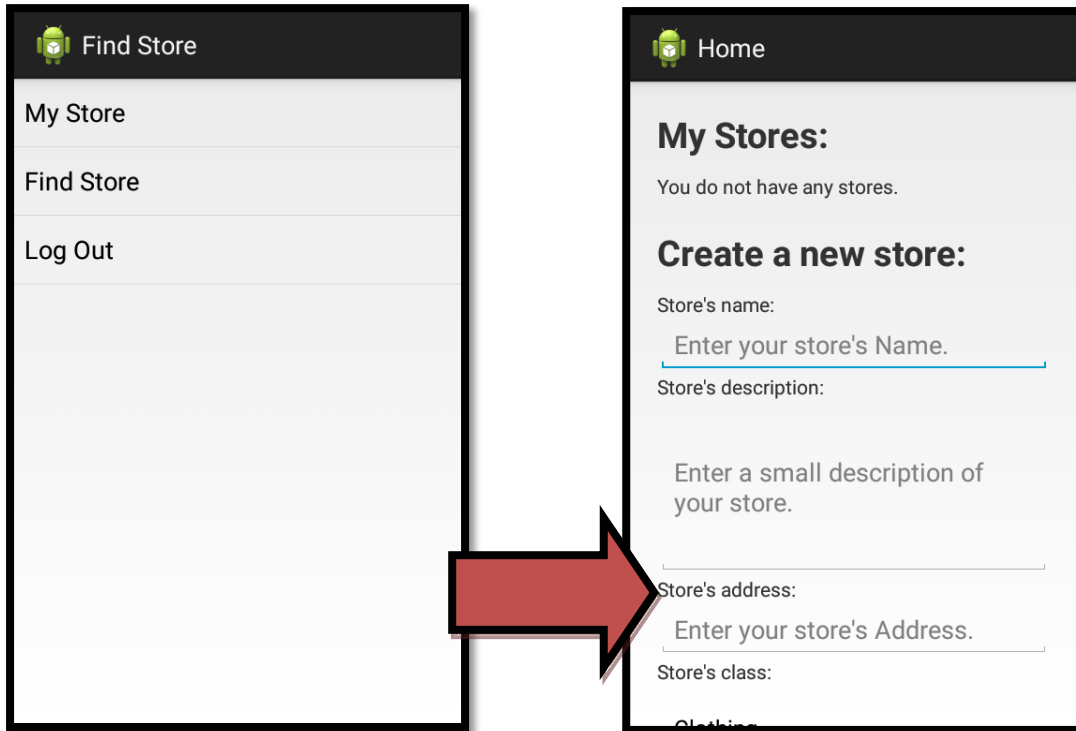 Find Store
My Store
Find Store
Log Out
Home
My Stores:
You do not have any stores.
Create a new store:
Store's name:
Enter your store's Name.
Store's description:
Enter a small description of
your store.
Store's address:
Enter your store's Address.
Store's class:
Clothing